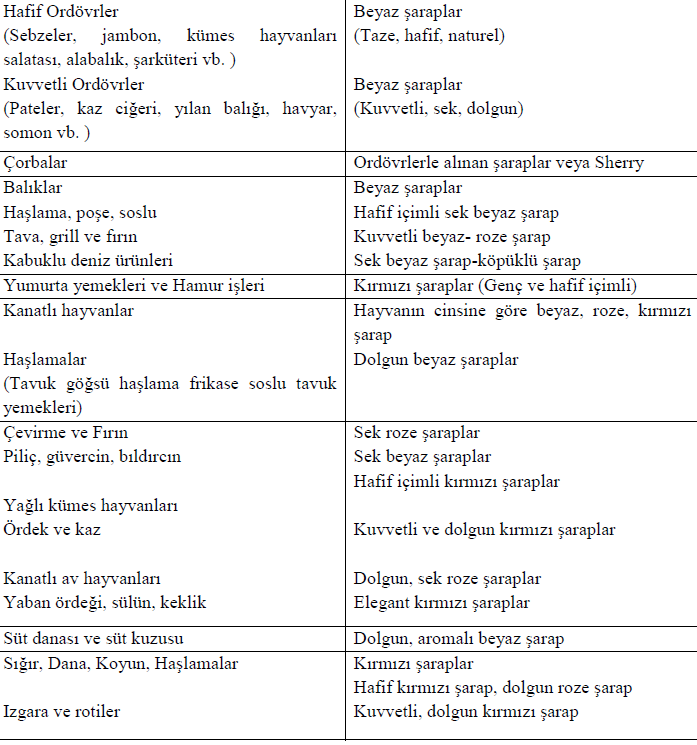 Hafif Ordövrler
(Sebzeler, jambon, kümes hayvanları
salatası, alabalık, şarküteri vb. )
Kuvvetli Ordövrler
(Pateler, kaz ciğeri, yılan balığı, havyar,
somon vb. )
Beyaz şaraplar
(Taze, hafif, naturel)
Beyaz şaraplar
(Kuvvetli, sek, dolgun)
Çorbalar
Ordövrlerle alınan şaraplar veya Sherry
Balıklar
Haşlama, poşe, soslu
Tava, grill ve fırın
Kabuklu deniz ürünleri
Beyaz şaraplar
Hafif içimli sek beyaz şarap
Kuvvetli beyaz- roze şarap
Sek beyaz şarap-köpüklü şarap
Yumurta yemekleri ve Hamur işleri
Kırmızı şaraplar (Genç ve hafif içimli)
Kanatlı hayvanlar
Haşlamalar
(Tavuk göğsü haşlama frikase soslu tavuk
yemekleri)
Hayvanın cinsine göre beyaz, roze, kırmızı
şarap
Dolgun beyaz şaraplar
Çevirme ve Fırın
Piliç, güvercin, bıldırcın
Yağlı kümes hayvanları
Ördek ve kaz
Kanatlı av hayvanları
Yaban ördeği, sülün, keklik
Sek roze şaraplar
Sek beyaz şaraplar
Hafif içimli kırmızı şaraplar
Kuvvetli ve dolgun kırmızı şaraplar
Dolgun, sek roze şaraplar
Elegant kırmızı şaraplar
Süt danası ve süt kuzusu
Dolgun, aromalı beyaz şarap
Sığır, Dana, Koyun, Haşlamalar
Izgara ve rotiler
Kırmızı şaraplar
Hafif kırmızı şarap, dolgun roze şarap
Kuvvetli, dolgun kırmızı şarap